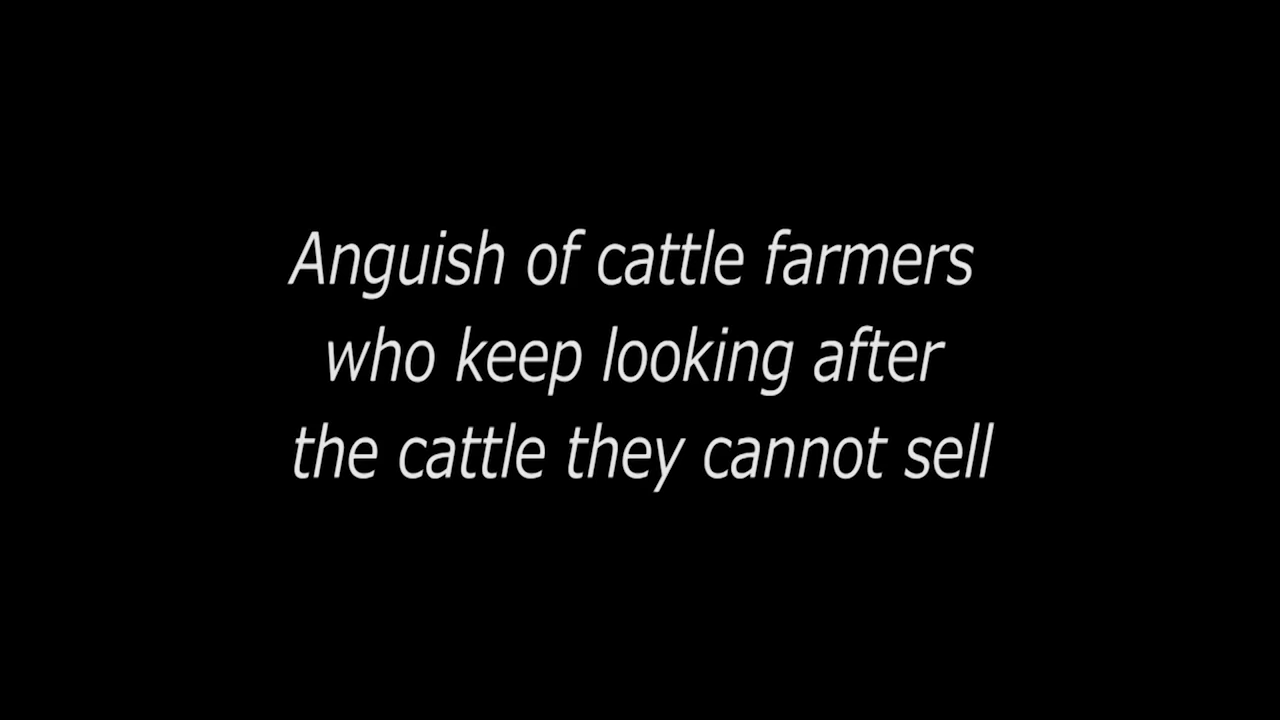 Anguish of cattle farmers
who keep looking after
the cattle they cannot sell